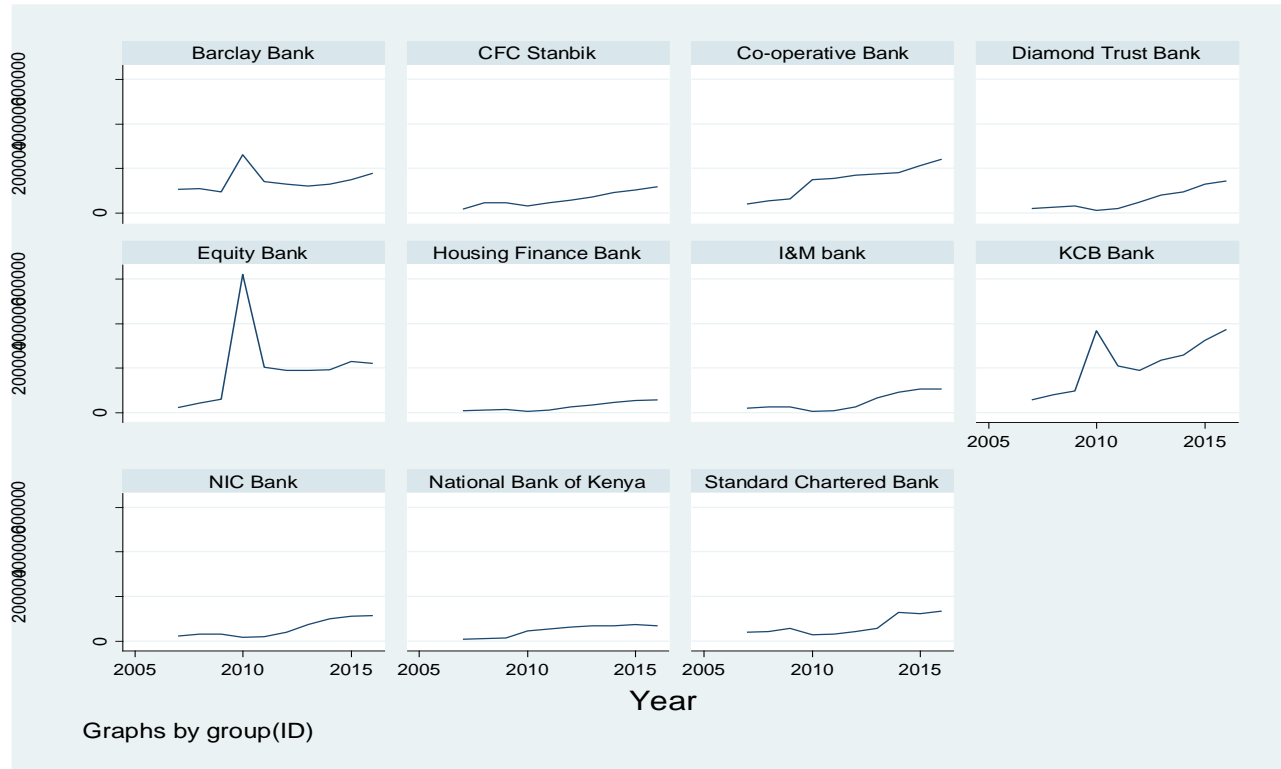 Barclay Bank CFC Stanbik Co-operative Bank Diamond Trust Bank
0
Equity Bank Housing Finance Bank I&M bank KCB Bank
0
2005 2010 2015
NIC Bank National Bank of Kenya Standard Chartered Bank
0
2005 2010 2015 2005 2010 2015 2005 2010 2015
Year
Graphs by group(ID)